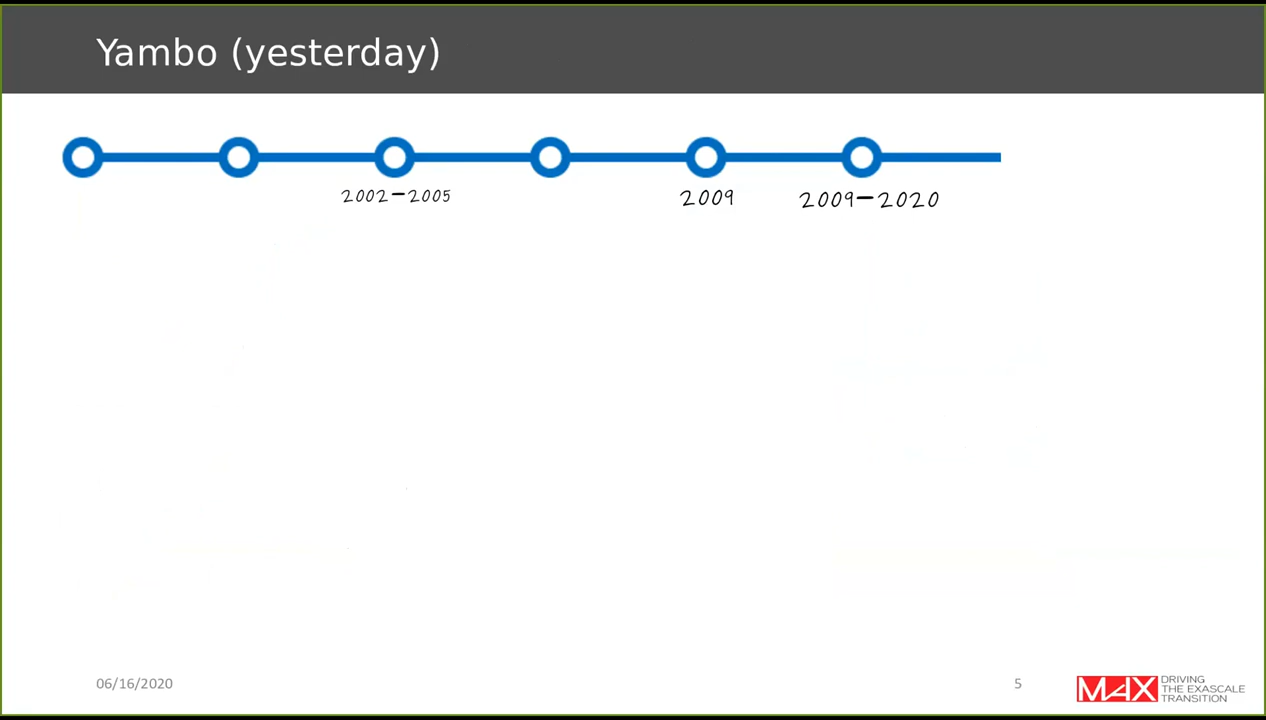 Yambo (yesterday)
2002-2005
2009
2009-2020
06/16/2020
5
MAX
DRIVING
THE EXASCALE
TRANSITION